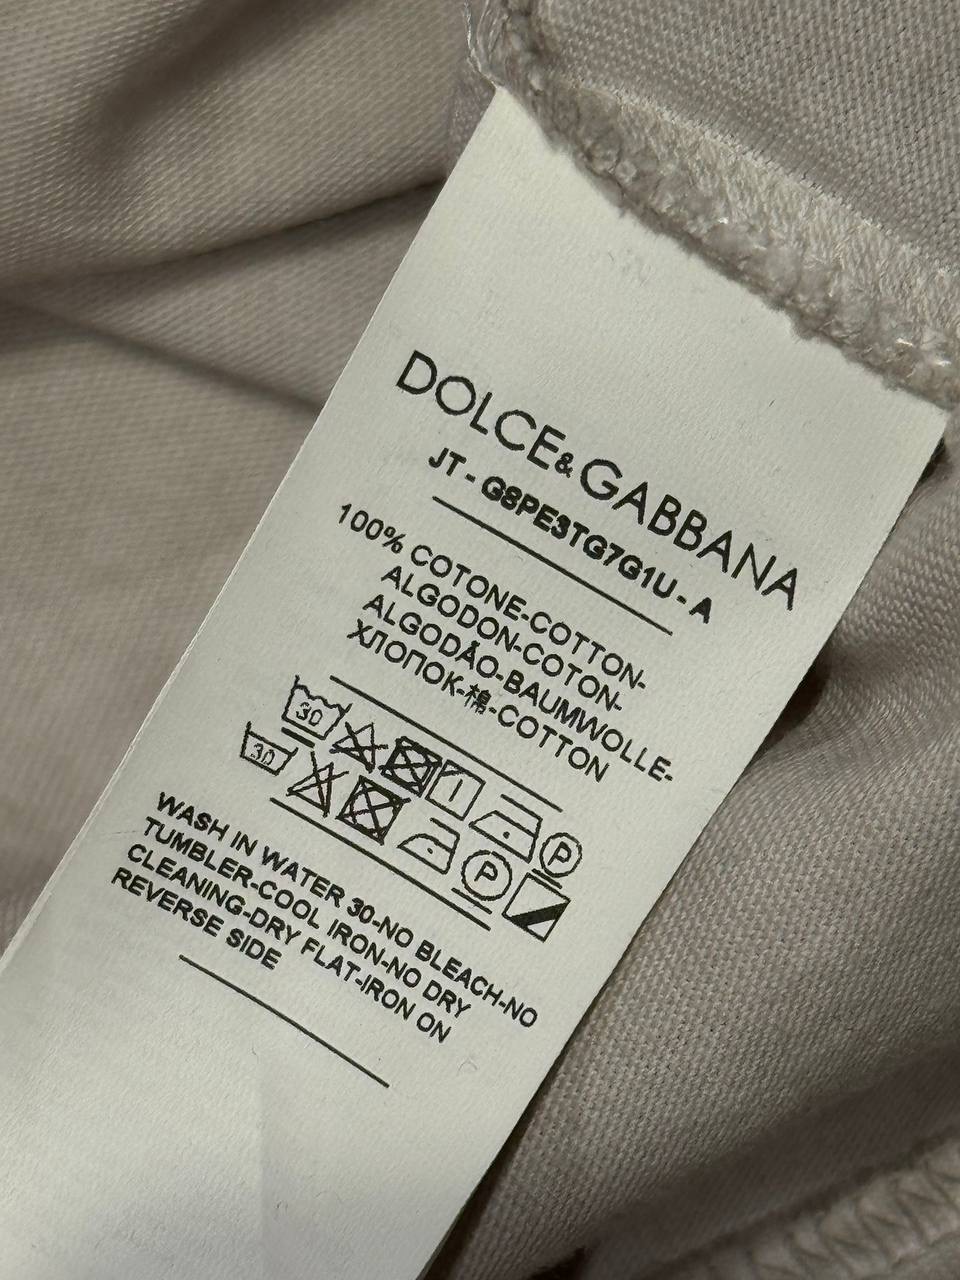 DOLCE&GABBANA
JT - G8PE3TG7G1U - A
100% COTONE-COTTON-
ALGODON-COTON-
ALGODÃO-BAUMWOLLE-
ХЛОПОК-棉-COTTON
30 P
30 P
WASH IN WATER 30-NO BLEACH-NO
TUMBLER-COOL IRON-NO DRY
CLEANING-DRY FLAT-IRON ON
REVERSE SIDE